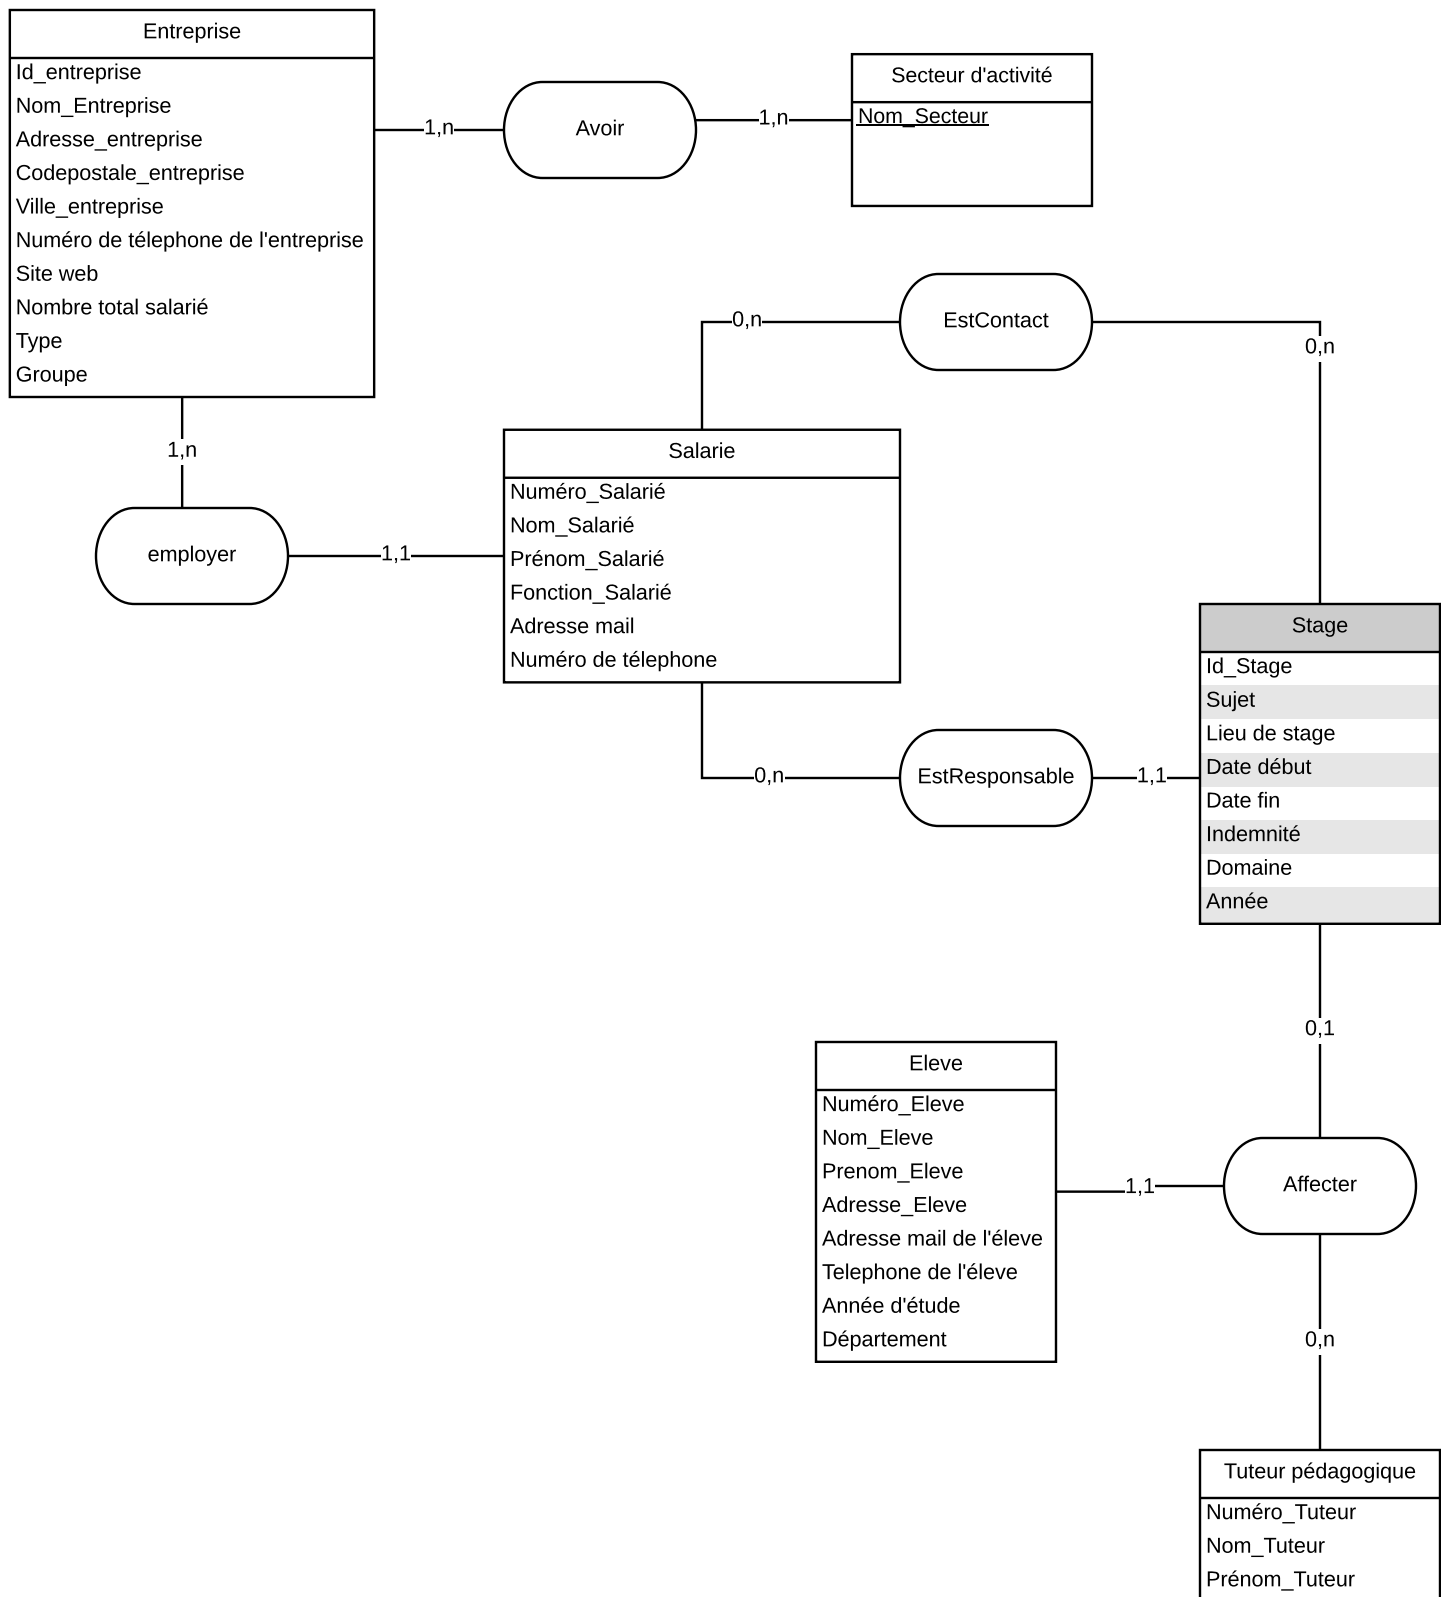 Entreprise
Id_entreprise
Nom_Entreprise
Adresse_entreprise
Codepostale_entreprise
Ville_entreprise
Numéro de télephone de l'entreprise
Site web
Nombre total salarié
Type
Groupe
1,n
Avoir
1,n
Secteur d'activité
Nom_Secteur
0,n
EstContact
0,n
1,n
employer
1,1
Salarie
Numéro_Salarié
Nom_Salarié
Prénom_Salarié
Fonction_Salarié
Adresse mail
Numéro de télephone
0,n
EstResponsable
1,1
Stage
Id_Stage
Sujet
Lieu de stage
Date début
Date fin
Indemnité
Domaine
Année
0,1
Eleve
Numéro_Eleve
Nom_Eleve
Prenom_Eleve
Adresse_Eleve
Adresse mail de l'éleve
Telephone de l'éleve
Année d'étude
Département
1,1
Affecter
0,n
Tuteur pédagogique
Numéro_Tuteur
Nom_Tuteur
Prénom_Tuteur